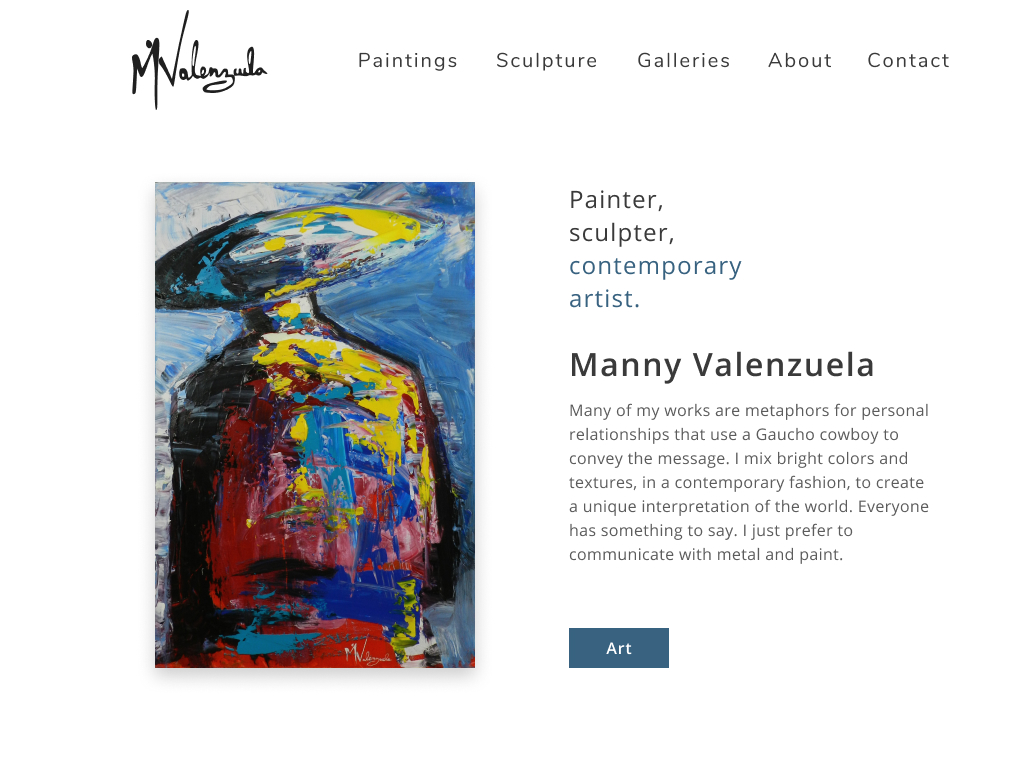 MValenzuela
Paintings Sculpture Galleries About Contact
Painter,
sculpter,
contemporary
artist.
Manny Valenzuela
Many of my works are metaphors for personal
relationships that use a Gaucho cowboy to
convey the message. I mix bright colors and
textures, in a contemporary fashion, to create
a unique interpretation of the world. Everyone
has something to say. I just prefer to
communicate with metal and paint.
MValenzuela
Art